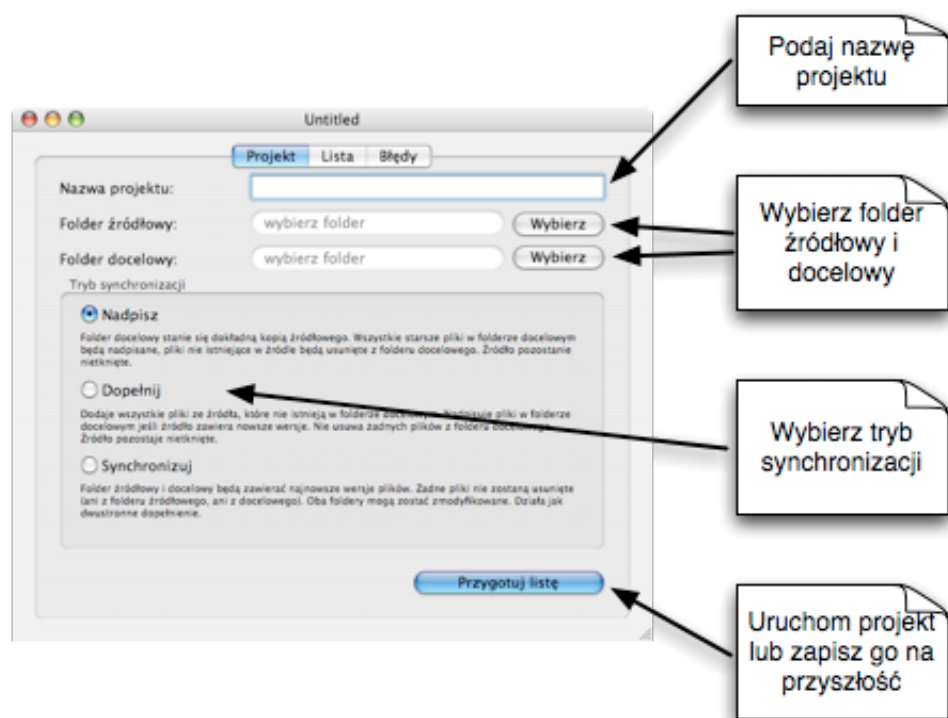 Podaj nazwę
projektu
Untitled
Projekt Lista Błędy
Nazwa projektu:
Folder źródłowy: wybierz folder Wybierz
Wybierz folder
źródłowy i
docelowy
Folder docelowy: wybierz folder Wybierz
Tryb synchronizacji
Nadpisz
Folder docelowy stanie się dokładną kopią źródłowego. Wszystkie starsze pliki w folderze docelowym
będą nadpisane, pliki nie istniejące w źródle będą usunięte z folderu docelowego. Źródło pozostanie
nietknięte.
Dopełnij
Dodaje wszystkie pliki ze źródła, które nie istnieją w folderze docelowym. Nadpisuje pliki w folderze
docelowym jeśli źródło zawiera nowsze wersje. Nie usuwa żadnych plików z folderu docelowego.
Źródło pozostaje nietknięte.
Wybierz tryb
synchronizacji
Synchronizuj
Folder źródłowy i docelowy będą zawierać najnowsze wersje plików. Żadne pliki nie zostaną usunięte
(ani z folderu źródłowego, ani z docelowego). Oba foldery mogą zostać zmodyfikowane. Działa jak
dwustronne dopełnienie.
Przygotuj listę
Uruchom projekt
lub zapisz go na
przyszłość